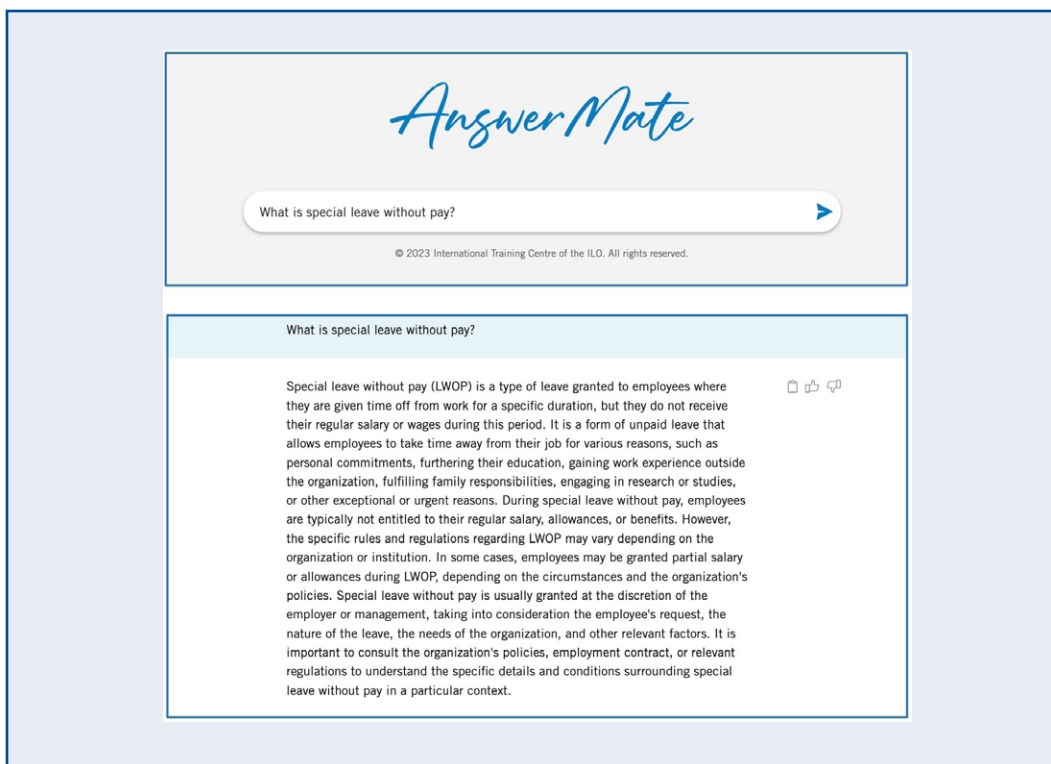 AnswerMate
What is special leave without pay?
© 2023 International Training Centre of the ILO. All rights reserved.
What is special leave without pay?
Special leave without pay (LWOP) is a type of leave granted to employees where
they are given time off from work for a specific duration, but they do not receive
their regular salary or wages during this period. It is a form of unpaid leave that
allows employees to take time away from their job for various reasons, such as
personal commitments, furthering their education, gaining work experience outside
the organization, fulfilling family responsibilities, engaging in research or studies,
or other exceptional or urgent reasons. During special leave without pay, employees
are typically not entitled to their regular salary, allowances, or benefits. However,
the specific rules and regulations regarding LWOP may vary depending on the
organization or institution. In some cases, employees may be granted partial salary
or allowances during LWOP, depending on the circumstances and the organization's
policies. Special leave without pay is usually granted at the discretion of the
employer or management, taking into consideration the employee's request, the
nature of the leave, the needs of the organization, and other relevant factors. It is
important to consult the organization's policies, employment contract, or relevant
regulations to understand the specific details and conditions surrounding special
leave without pay in a particular context.